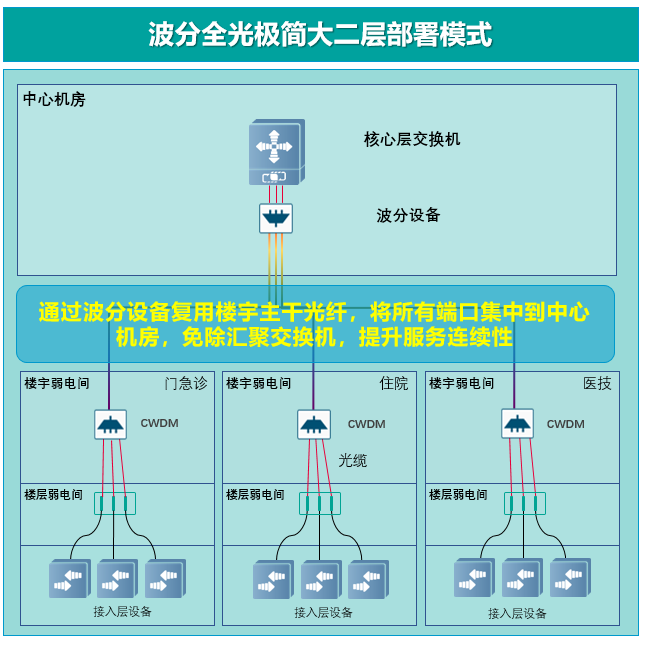 波分全光极简大二层部署模式
中心机房
核心层交换机
波分设备
通过波分设备复用楼宇主干光纤，将所有端口集中到中心
机房，免除汇聚交换机，提升服务连续性
楼宇弱电间 门急诊
CWDM
楼层弱电间
接入层设备
楼宇弱电间 住院
CWDM
光缆
楼层弱电间
接入层设备
楼宇弱电间 医技
CWDM
楼层弱电间
接入层设备